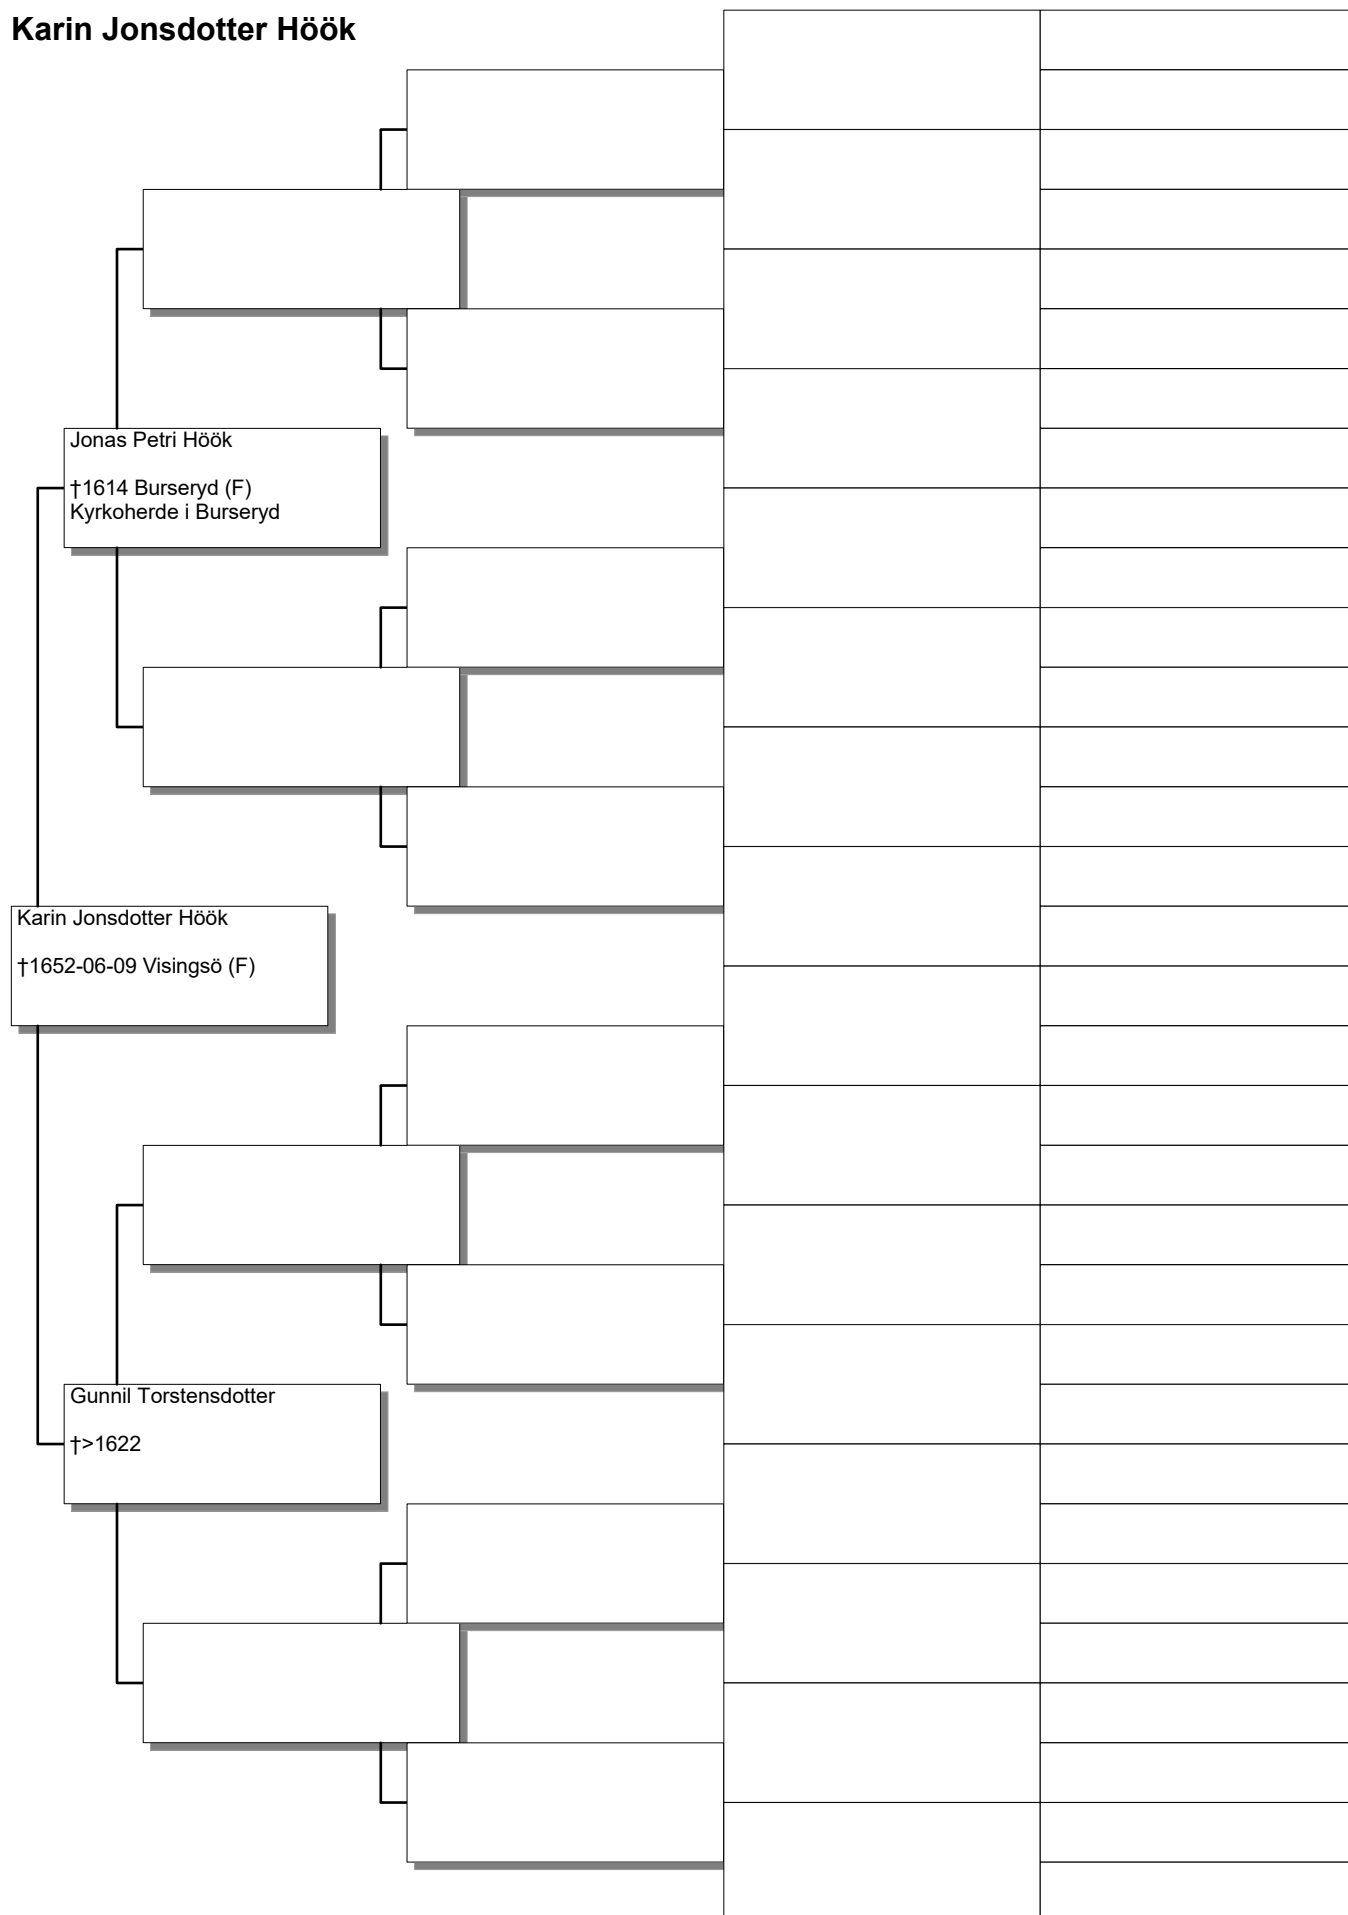 Karin Jonsdotter Höök
Jonas Petri Höök
†1614 Burseryd (F)
Kyrkoherde i Burseryd
Karin Jonsdotter Höök
†1652-06-09 Visingsö (F)
Gunnil Torstensdotter
†>1622